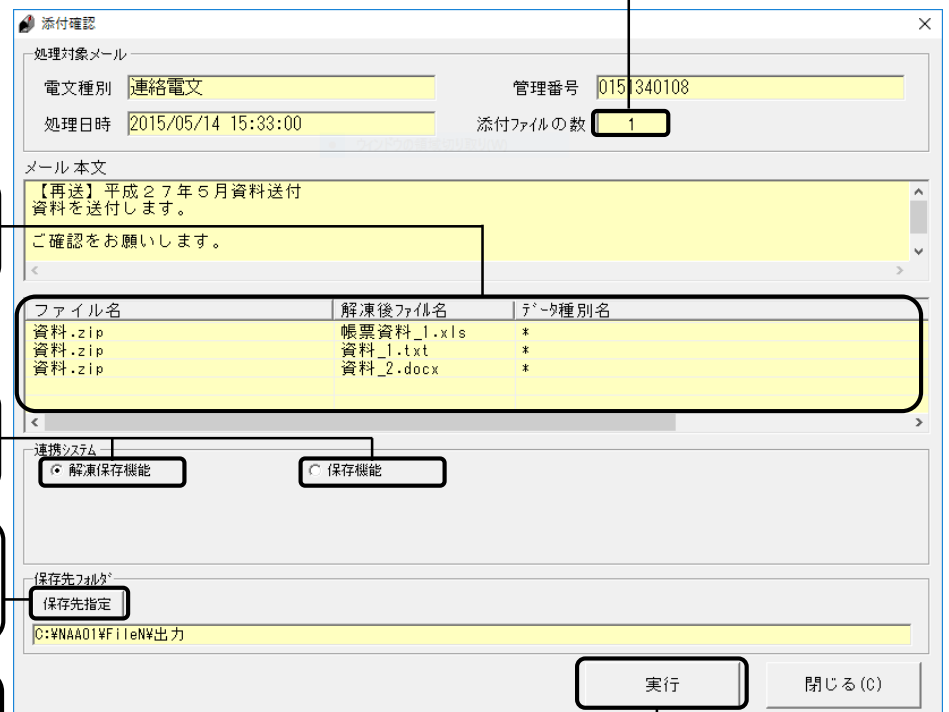 添付確認
処理対象メール
電文種別 連絡電文 管理番号 0151340108
処理日時 2015/05/14 15:33:00 添付ファイルの数 1
メール本文
【再送】平成２７年５月資料送付
資料を送付します。
ご確認をお願いします。
ファイル名 解凍後ファイル名 データ種別名
資料.zip 帳票資料_1.xls *
資料.zip 資料_1.txt *
資料.zip 資料_2.docx *
連携システム
解凍保存機能 保存機能
保存先フォルダ
保存先指定
C:¥NAA01¥FileN¥出力
実行 閉じる(C)